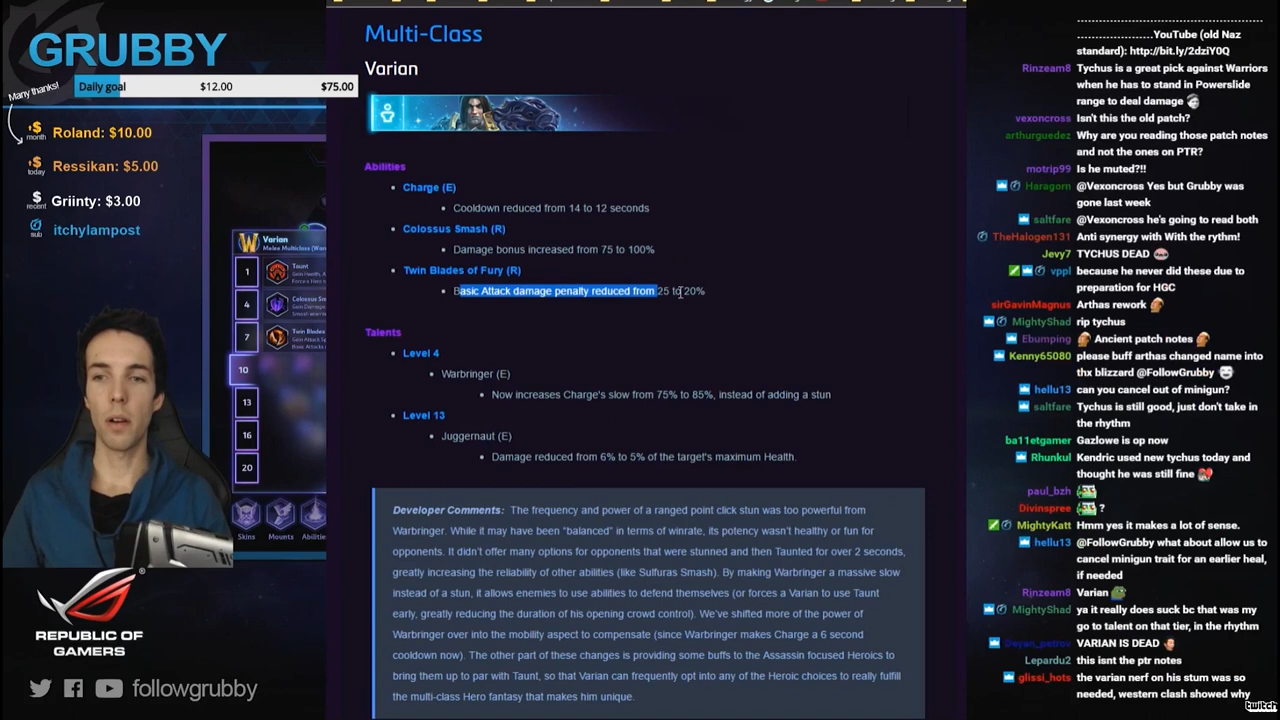 GRUBBY
Many thanks!
Daily goal
$12.00
$75.00
$
month
Roland: $10.00
$
today
Ressikan: $5.00
$
recent
Griinty: $3.00
sub
itchylampost
Varian
Melee Multiclass
1
Taunt
4
Colossus Sm
7
Twin Blades
10
13
16
20
Skins
Mounts
Abilities
REPUBLIC OF
GAMERS
followgrubby
Multi-Class
Varian
Abilities
Charge (E)
Cooldown reduced from 14 to 12 seconds
Colossus Smash (R)
Damage bonus increased from 75 to 100%
Twin Blades of Fury (R)
Basic Attack damage penalty reduced from 25 to 20%
Talents
Level 4
Warbringer (E)
Now increases Charge's slow from 75% to 85%, instead of adding a stun
Level 13
Juggernaut (E)
Damage reduced from 6% to 5% of the target's maximum Health.
Developer Comments: The frequency and power of a ranged point click stun was too powerful from
Warbringer. While it may have been "balanced" in terms of winrate, its potency wasn't healthy or fun for
opponents. It didn't offer many options for opponents that were stunned and then Taunted for over 2 seconds,
greatly increasing the reliability of other abilities (like Sulfuras Smash). By making Warbringer a massive slow
instead of a stun, it allows enemies to use abilities to defend themselves (or forces a Varian to use Taunt
early, greatly reducing the duration of his opening crowd control). We've shifted more of the power of
Warbringer over into the mobility aspect to compensate (since Warbringer makes Charge a 6 second
cooldown now). The other part of these changes is providing some buffs to the Assassin focused Heroics to
bring them up to par with Taunt, so that Varian can frequently opt into any of the Heroic choices to really fulfill
the multi-class Hero fantasy that makes him unique.
YouTube (old Naz
standard): http://bit.ly/2dziY0Q
Rinzeam8 Tychus is a great pick against Warriors
when he has to stand in Powerslide
range to deal damage
vexoncross Isn't this the old patch?
arthurguedez Why are you reading those patch notes
and not the ones on PTR?
motrip99 Is he muted?!!
Haragorn @Vexoncross Yes but Grubby was
gone last week
saltfare @Vexoncross he's going to read both
TheHalogen131 Anti synergy with With the rythm!
Jevy7 TYCHUS DEAD
vppl because he never did these due to
preparation for HGC
sirGavinMagnus Arthas rework
MightyShad rip tychus
Ebumping Ancient patch notes
Kenny65080 please buff arthas changed name into
thx blizzard @FollowGrubby
hellu13 can you cancel out of minigun?
saltfare Tychus is still good, just don't take in
the rhythm
ba11etgamer Gazlowe is op now
Rhunkul Kendric used new tychus today and
thought he was still fine
paul_bzh
Divinspree ?
MightyKatt Hmm yes it makes a lot of sense.
hellu13 @FollowGrubby what about allow us to
cancel minigun trait for an earlier heal,
if needed
Rinzeam8 Varian
MightyShad ya it really does suck bc that was my
go to talent on that tier, in the rhythm
VARIAN IS DEAD
Lepardu2 this isnt the ptr notes
glissi_hots the varian nerf on his stum was so
needed, western clash showed why
twitch